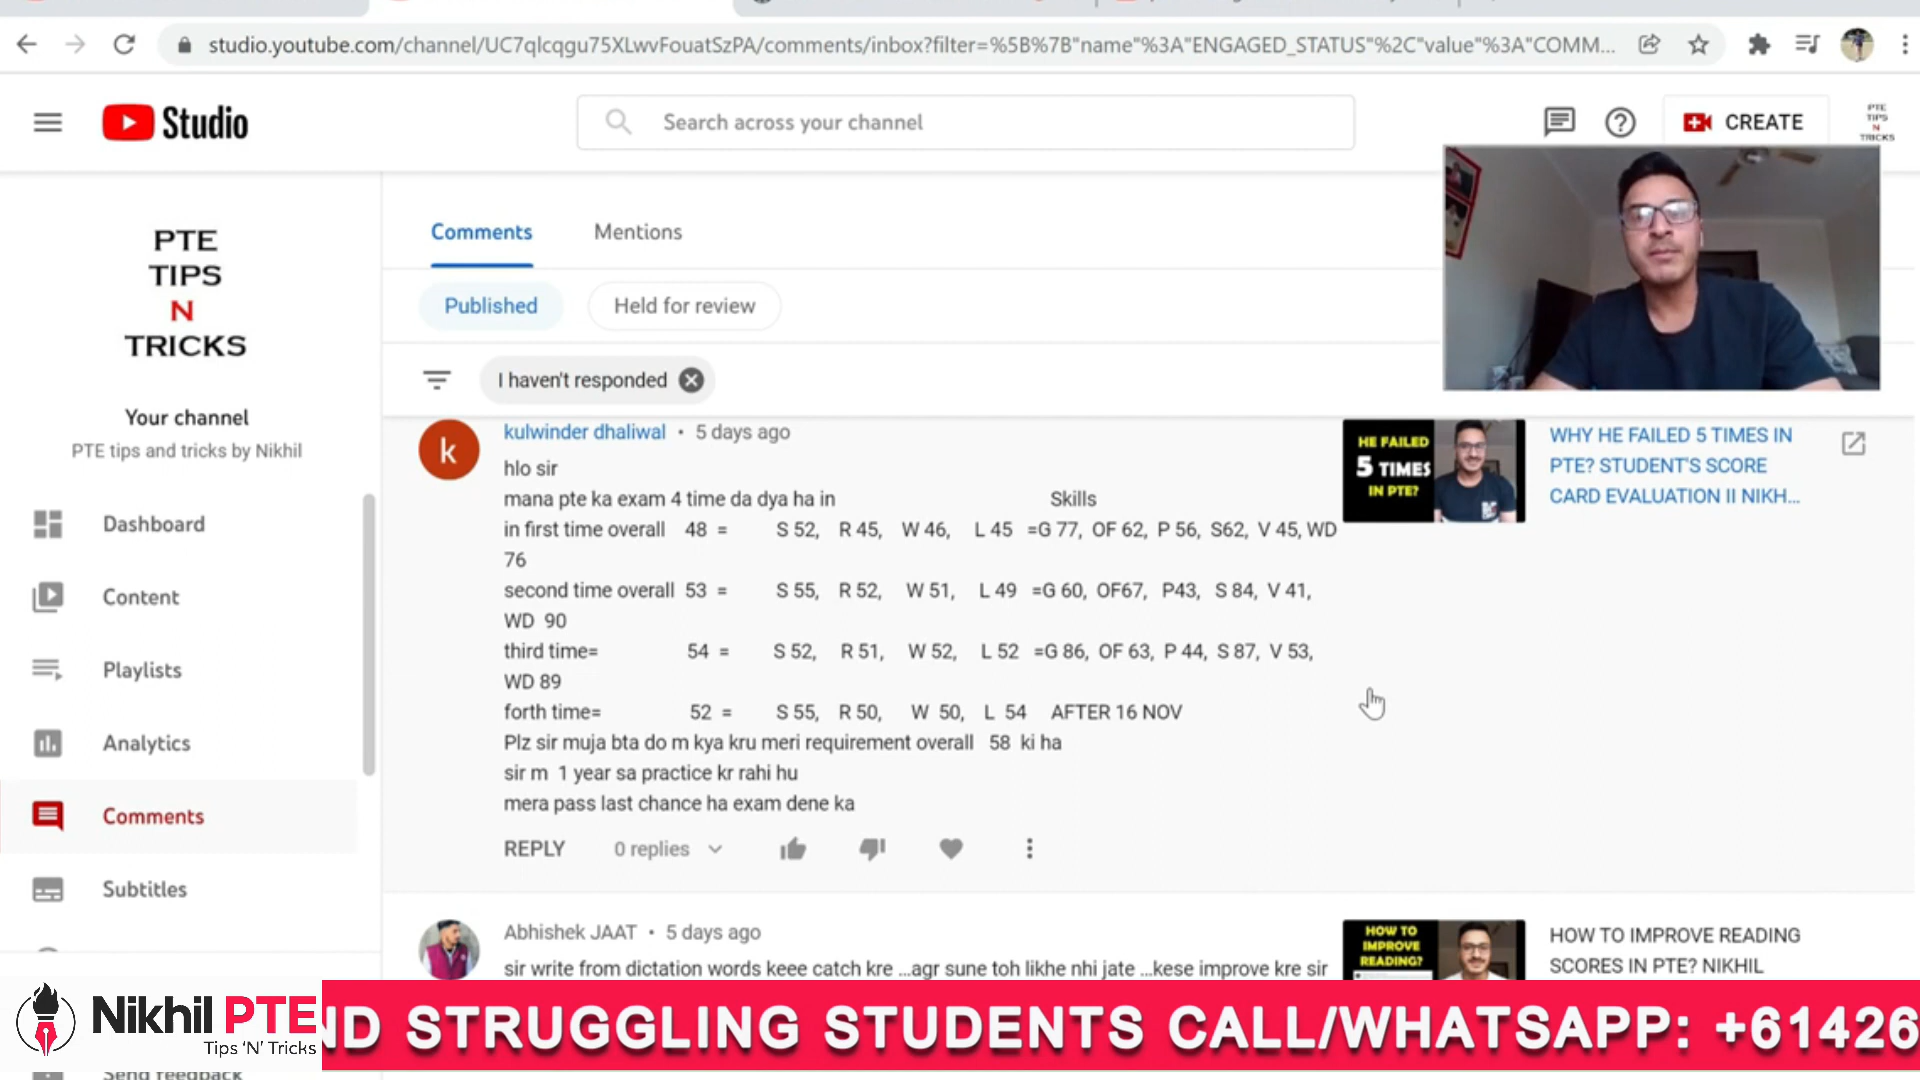 studio.youtube.com/channel/UC7qlcqgu75XLwvFouatSzPA/comments/inbox?filter=%5B%7B"name"%3A"ENGAGED_STATUS"%2C"value"%3A"COMM...
Studio
Search across your channel
CREATE
PTE
TIPS
N
TRICKS
Comments
Mentions
PTE
TIPS
N
TRICKS
Published
Held for review
I haven't responded
Your channel
PTE tips and tricks by Nikhil
Dashboard
Content
Playlists
Analytics
Comments
Subtitles
Send feedback
k
kulwinder dhaliwal • 5 days ago
hlo sir
mana pte ka exam 4 time da dya ha in Skills
in first time overall 48 = S 52, R 45, W 46, L 45 =G 77, OF 62, P 56, S62, V 45, WD
76
second time overall 53 = S 55, R 52, W 51, L 49 =G 60, OF67, P43, S 84, V 41,
WD 90
third time= 54 = S 52, R 51, W 52, L 52 =G 86, OF 63, P 44, S 87, V 53,
WD 89
forth time= 52 = S 55, R 50, W 50, L 54 AFTER 16 NOV
Plz sir muja bta do m kya kru meri requirement overall 58 ki ha
sir m 1 year sa practice kr rahi hu
mera pass last chance ha exam dene ka
REPLY 0 replies
HE FAILED
5 TIMES
IN PTE?
WHY HE FAILED 5 TIMES IN
PTE? STUDENT'S SCORE
CARD EVALUATION II NIKH...
Abhishek JAAT • 5 days ago
sir write from dictation words keee catch kre ...agr sune toh likhe nhi jate ...kese improve kre sir
HOW TO
IMPROVE
READING?
HOW TO IMPROVE READING
SCORES IN PTE? NIKHIL
Nikhil PTE
Tips 'N' Tricks
ND STRUGGLING STUDENTS CALL/WHATSAPP: +61426